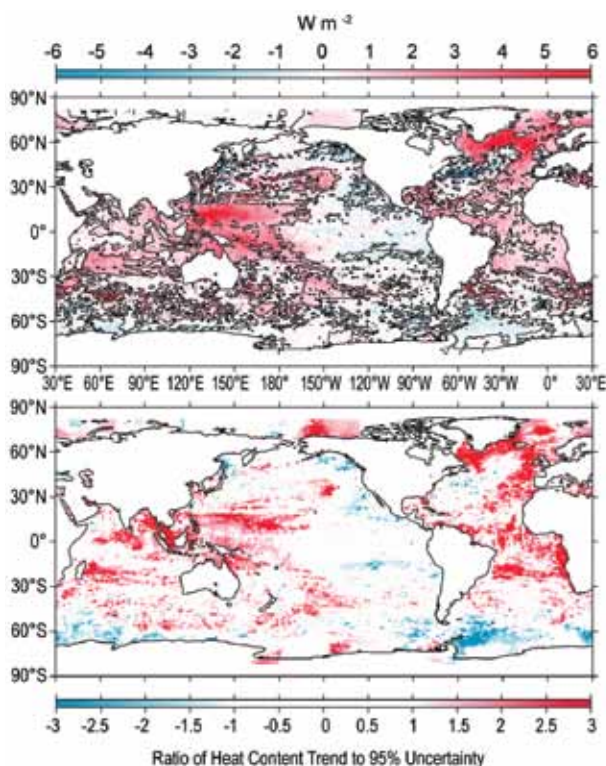 W m -2
-6 -5 -4 -3 -2 -1 0 1 2 3 4 5 6
90°N
60°N
30°N
0°
30°S
60°S
90°S
30°E 60°E 90°E 120°E 150°E 180° 150°W 120°W 90°W 60°W 30°W 0° 30°E
90°N
60°N
30°N
0°
30°S
60°S
90°S
-3 -2.5 -2 -1.5 -1 -0.5 0 0.5 1 1.5 2 2.5 3
Ratio of Heat Content Trend to 95% Uncertainty